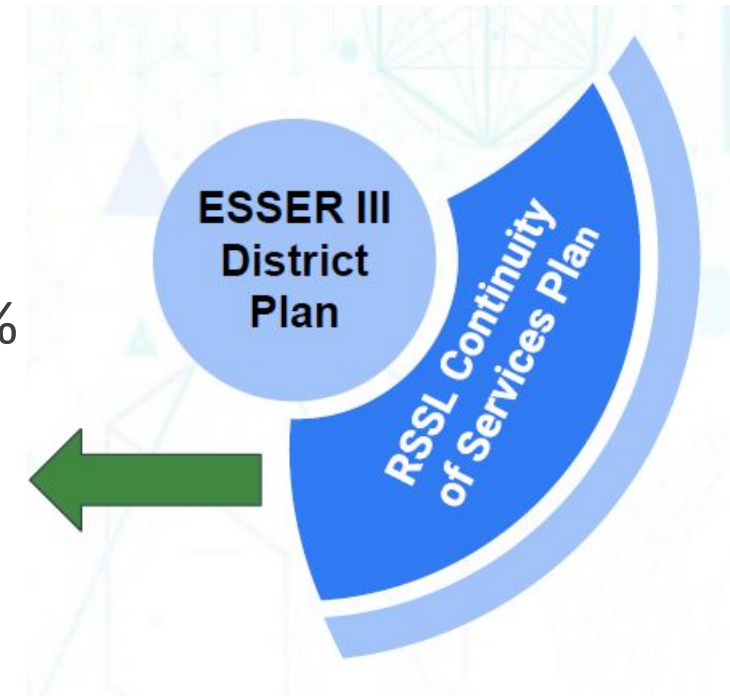 ESSER III
District
Plan
%
RSSL Continuity
of Services Plan